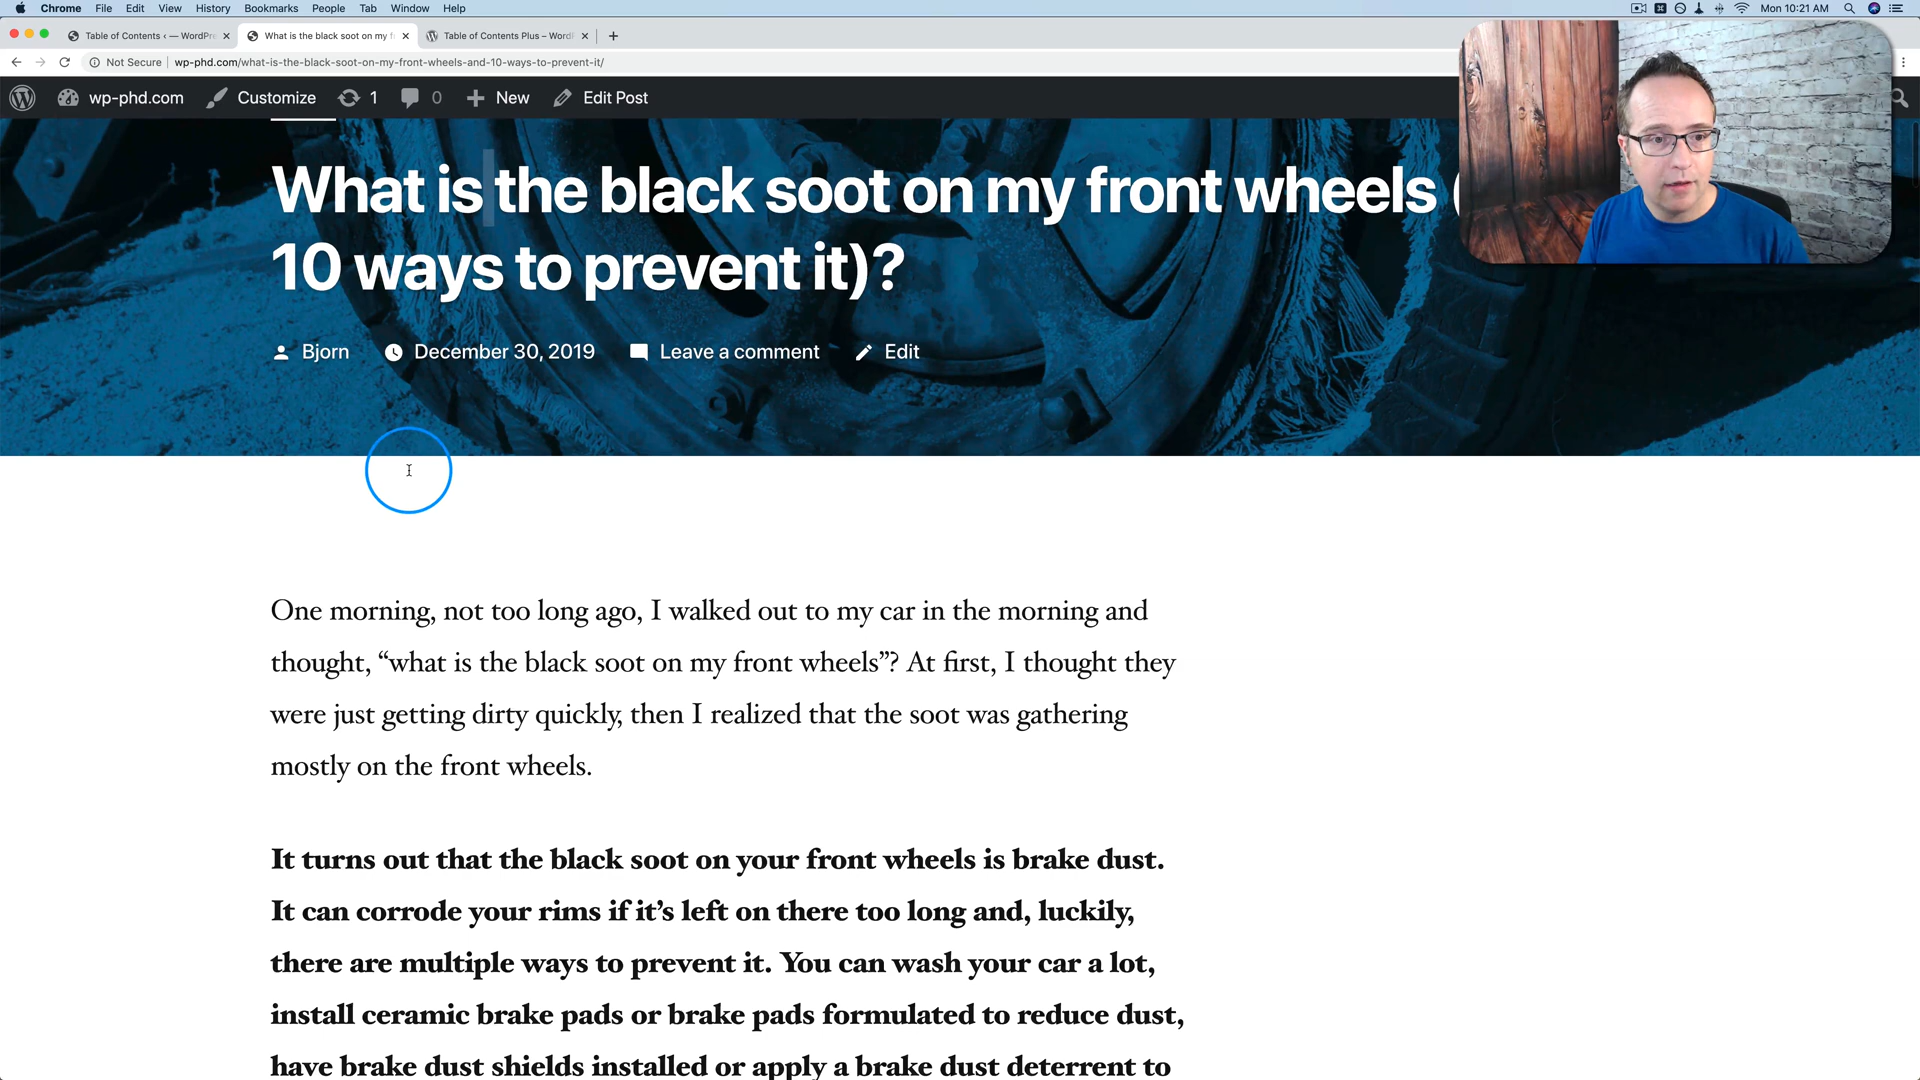 Chrome File Edit View History Bookmarks People Tab Window Help
Mon 10:21 AM
Table of Contents ‹ — WordPre
What is the black soot on my f
Table of Contents Plus – WordP
Not Secure
wp-phd.com/what-is-the-black-soot-on-my-front-wheels-and-10-ways-to-prevent-it/
wp-phd.com Customize 1 0 New Edit Post
What is the black soot on my front wheels (
10 ways to prevent it)?
Bjorn December 30, 2019 Leave a comment Edit
One morning, not too long ago, I walked out to my car in the morning and
thought, “what is the black soot on my front wheels”? At first, I thought they
were just getting dirty quickly, then I realized that the soot was gathering
mostly on the front wheels.
It turns out that the black soot on your front wheels is brake dust.
It can corrode your rims if it’s left on there too long and, luckily,
there are multiple ways to prevent it. You can wash your car a lot,
install ceramic brake pads or brake pads formulated to reduce dust,
have brake dust shields installed or apply a brake dust deterrent to